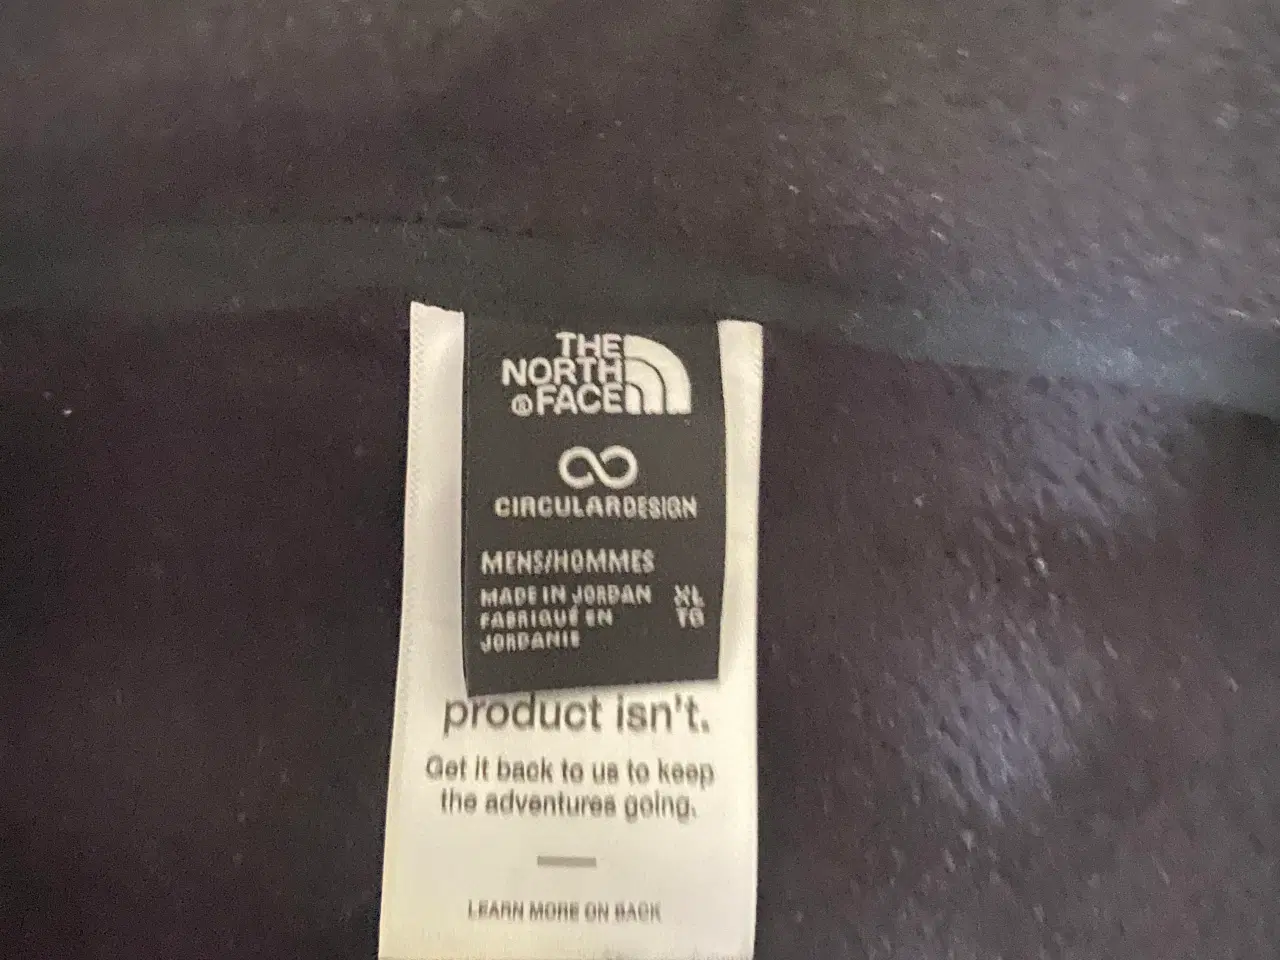 THE
NORTH
® FACE
CIRCULARDESIGN
MENS/HOMMES
MADE IN JORDAN XL
FABRIQUÉ EN TG
JORDANIE
product isn't.
Get it back to us to keep
the adventures going.
LEARN MORE ON BACK